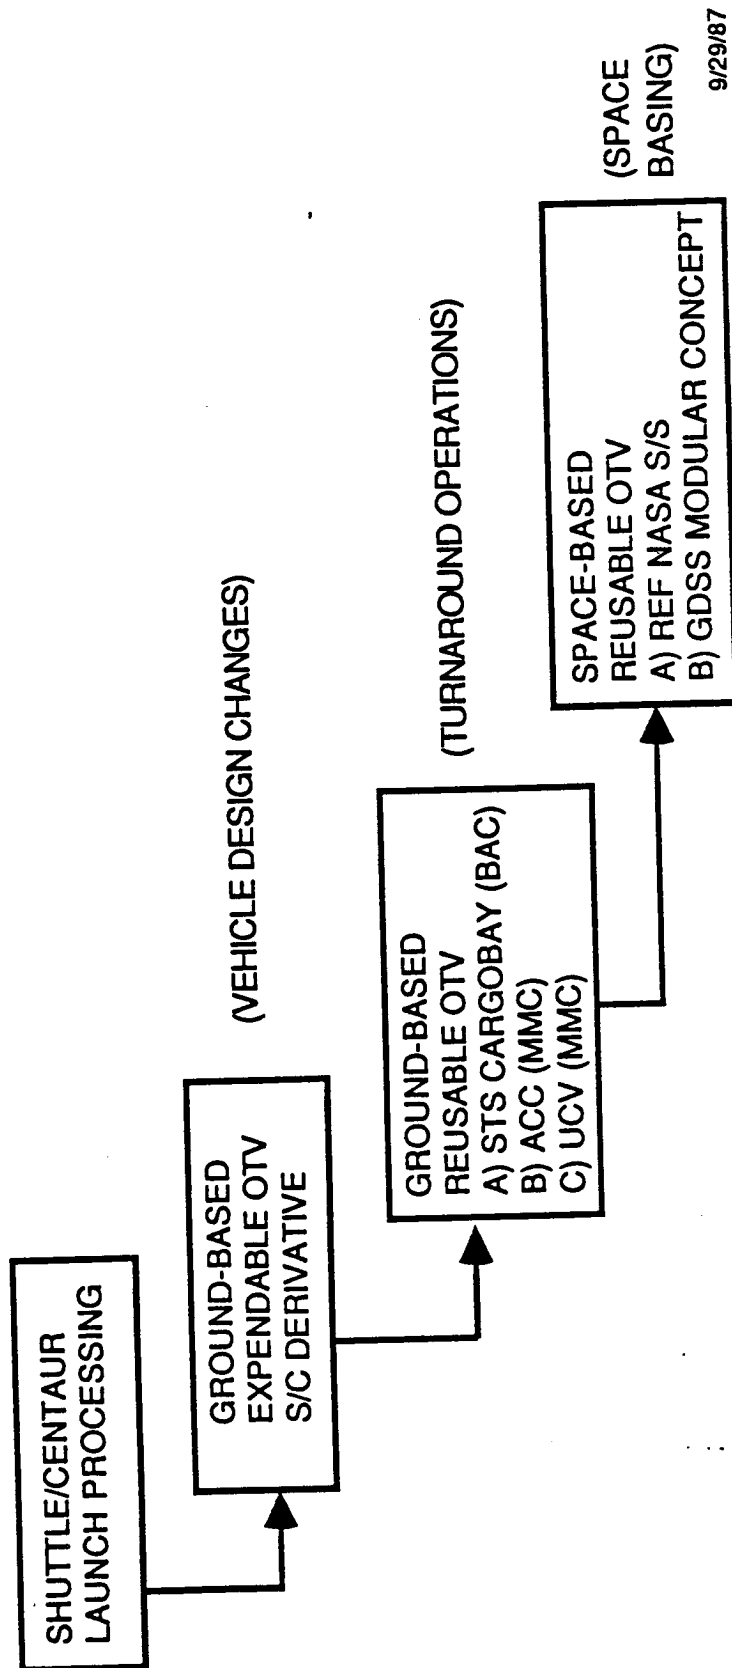 SHUTTLE/CENTAUR
LAUNCH PROCESSING
GROUND-BASED
EXPENDABLE OTV
S/C DERIVATIVE
(VEHICLE DESIGN CHANGES)
GROUND-BASED
REUSABLE OTV
A) STS CARGOBAY (BAC)
B) ACC (MMC)
C) UCV (MMC)
(TURNAROUND OPERATIONS)
SPACE-BASED
REUSABLE OTV
A) REF NASA S/S
B) GDSS MODULAR CONCEPT
(SPACE
BASING)
9/29/87